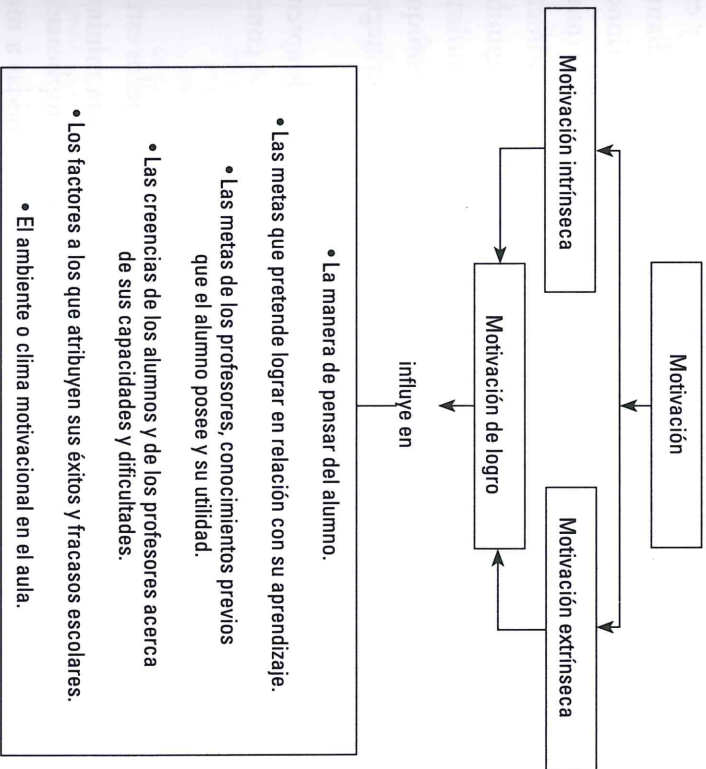 Motivación
Motivación intrínseca
Motivación extrínseca
Motivación de logro
influye en
• La manera de pensar del alumno.
• Las metas que pretende lograr en relación con su aprendizaje.
• Las metas de los profesores, conocimientos previos
que el alumno posee y su utilidad.
• Las creencias de los alumnos y de los profesores acerca
de sus capacidades y dificultades.
• Los factores a los que atribuyen sus éxitos y fracasos escolares.
• El ambiente o clima motivacional en el aula.